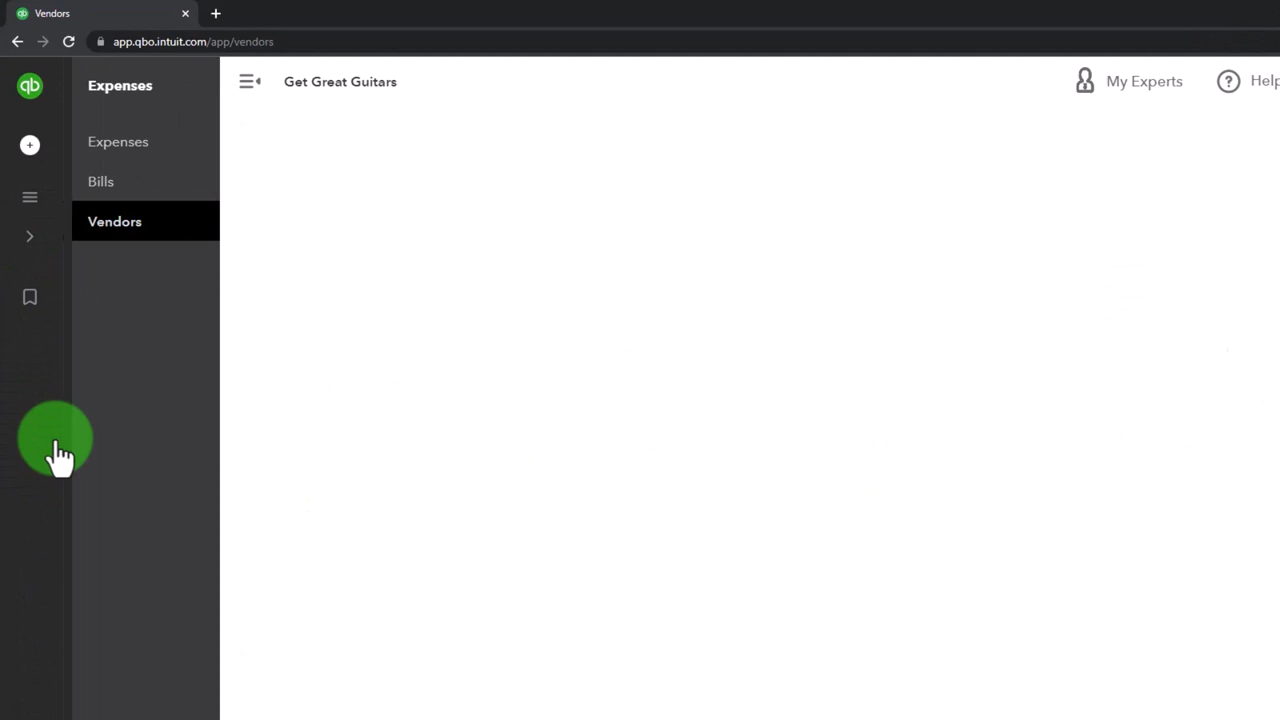 Vendors
app.qbo.intuit.com/app/vendors
qb
Expenses
Get Great Guitars
My Experts
Help
Expenses
Bills
Vendors